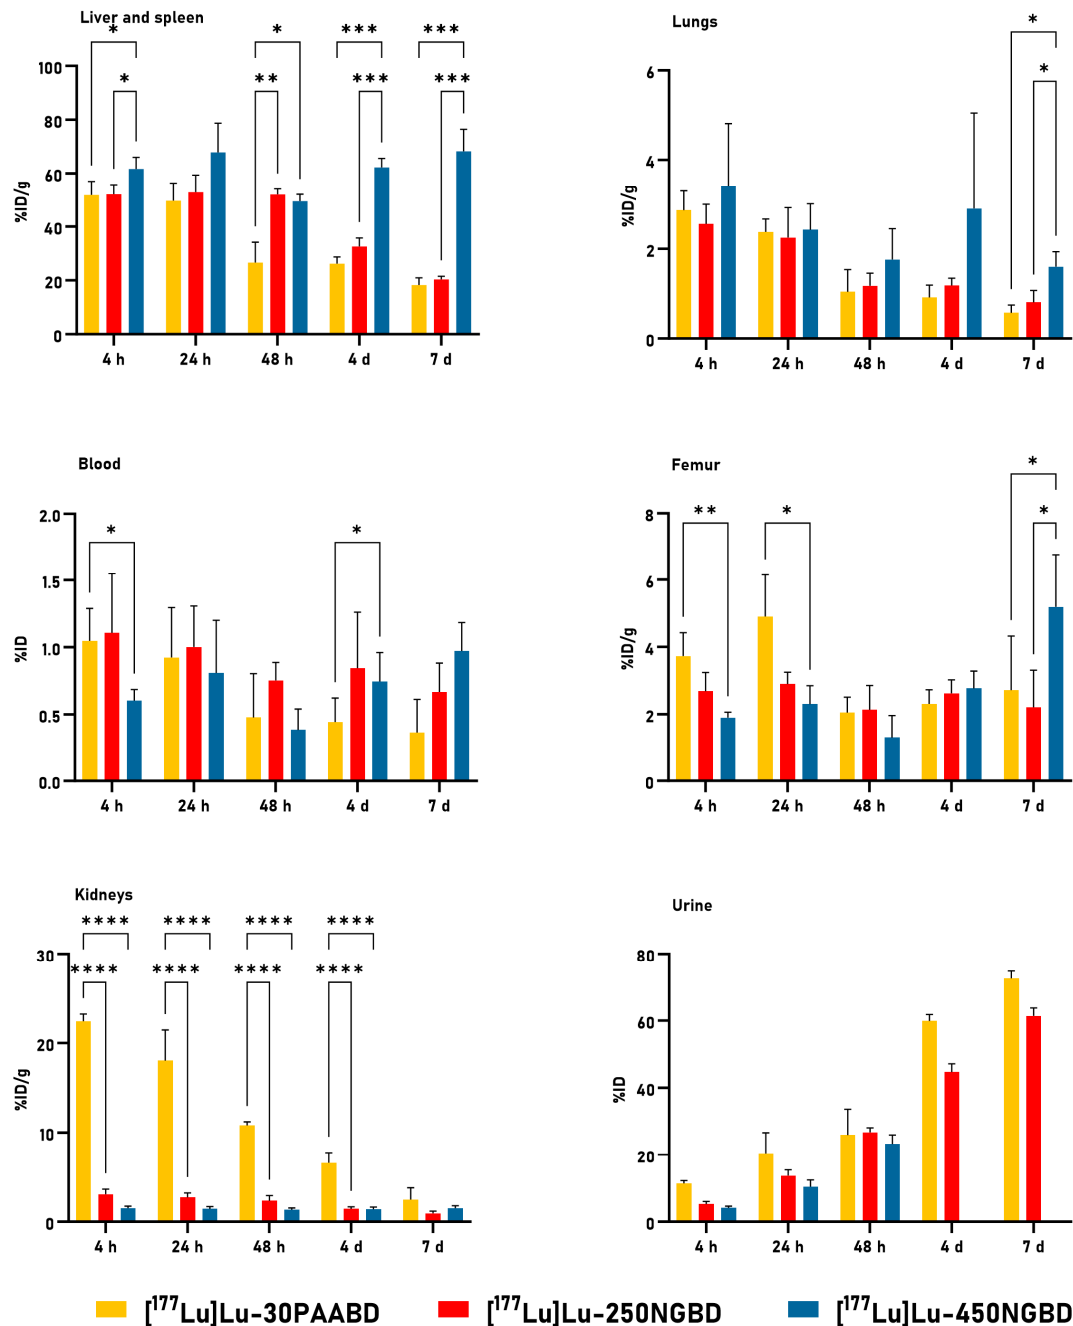 Liver and spleen
* *
* ** * *** *** *** ***
%ID/g
100
80
60
40
20
0
4 h 24 h 48 h 4 d 7 d
Lungs
*
*
%ID/g
6
4
2
0
4 h 24 h 48 h 4 d 7 d
Blood
* *
%ID
2.0
1.5
1.0
0.5
0.0
4 h 24 h 48 h 4 d 7 d
Femur
*
** * *
%ID/g
8
6
4
2
0
4 h 24 h 48 h 4 d 7 d
Kidneys
**** **** **** ****
**** **** **** ****
%ID/g
30
20
10
0
4 h 24 h 48 h 4 d 7 d
Urine
%ID
80
60
40
20
0
4 h 24 h 48 h 4 d 7 d
[¹⁷⁷Lu]Lu-30PAABD [¹⁷⁷Lu]Lu-250NGBD [¹⁷⁷Lu]Lu-450NGBD